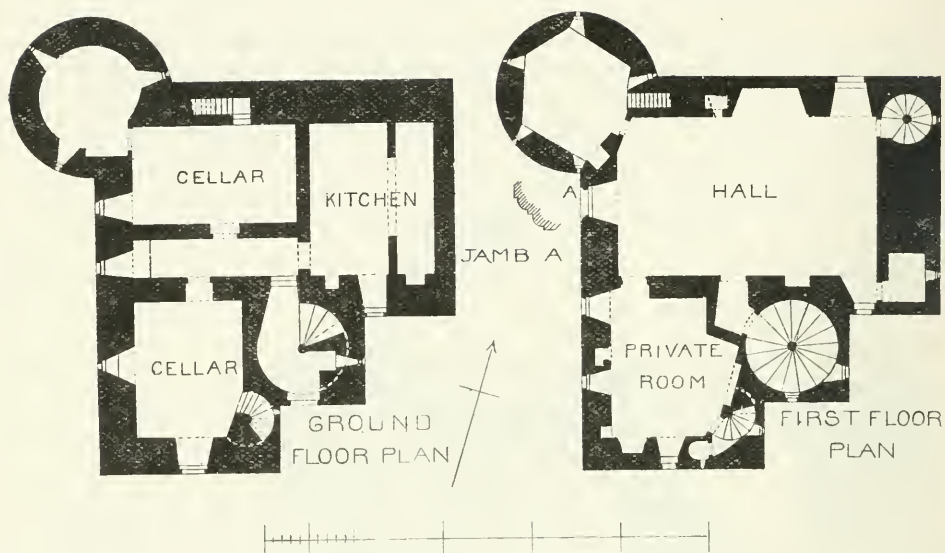 CELLAR
KITCHEN
CELLAR
GROUND
FLOOR PLAN
JAMB A
A
HALL
PRIVATE
ROOM
FIRST FLOOR
PLAN